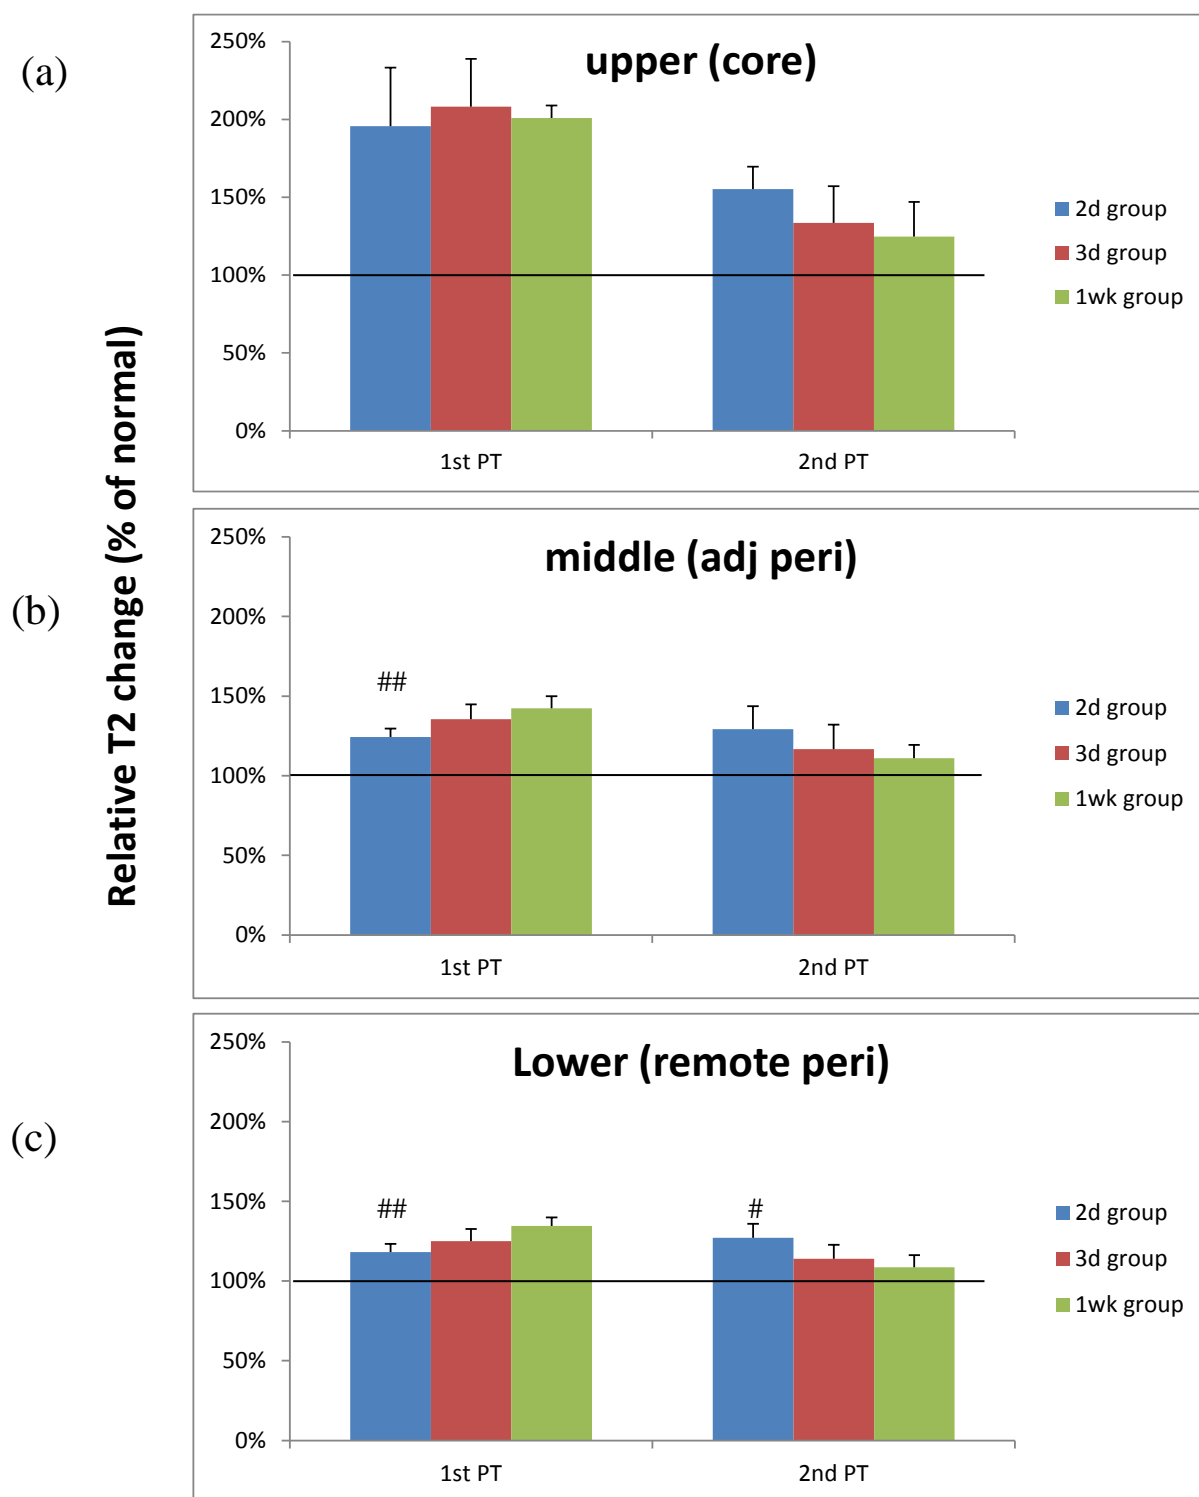 Relative T2 change (% of normal)
(a)
upper (core)
250%
200%
150%
100%
50%
0%
1st PT
2nd PT
2d group
3d group
1wk group
(b)
middle (adj peri)
250%
200%
150%
100%
50%
0%
##
1st PT
2nd PT
2d group
3d group
1wk group
(c)
Lower (remote peri)
250%
200%
150%
100%
50%
0%
##
#
1st PT
2nd PT
2d group
3d group
1wk group